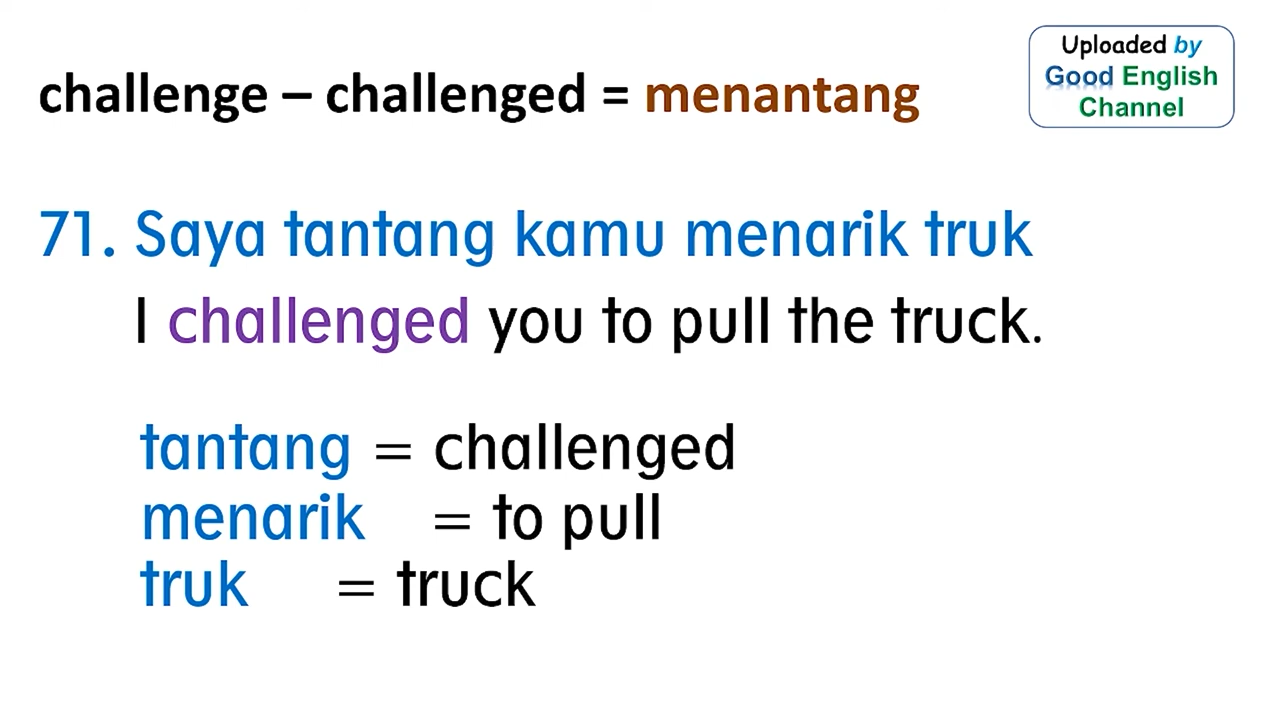 challenge – challenged = menantang
Uploaded by
Good English
Channel
71. Saya tantang kamu menarik truk
I challenged you to pull the truck.
tantang = challenged
menarik = to pull
truk = truck